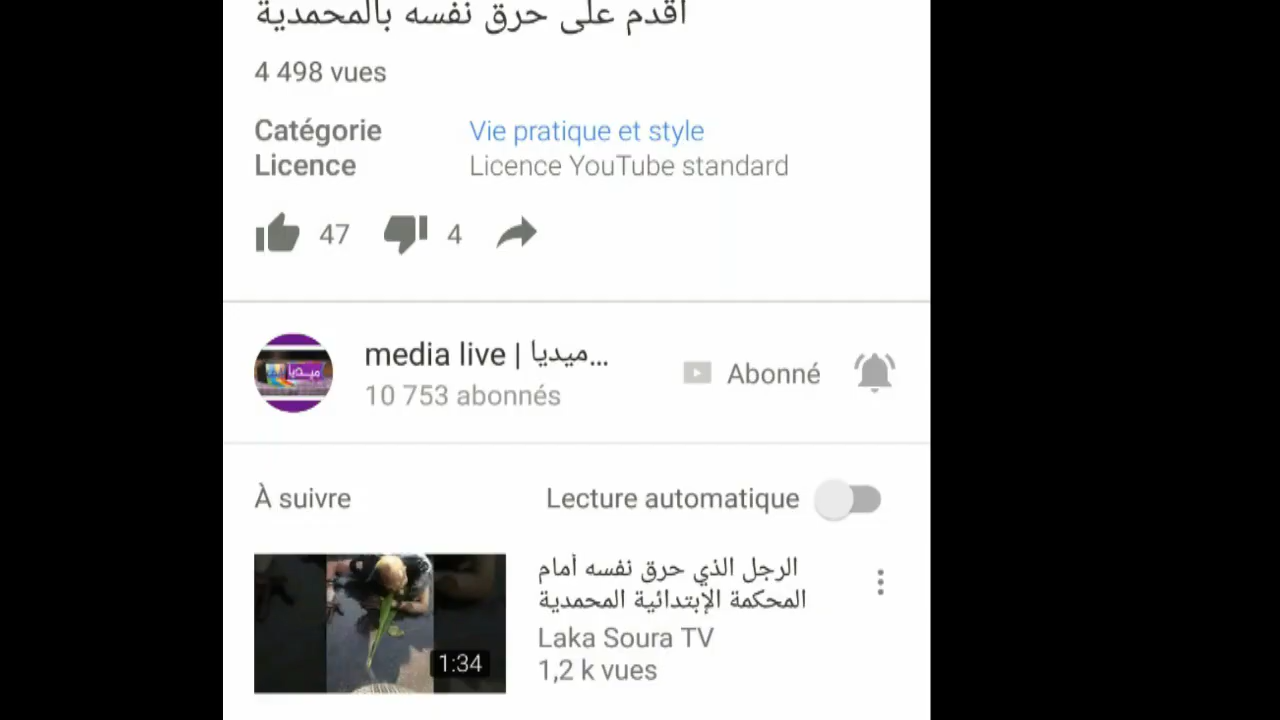 أقدم على حرق نفسه بالمحمدية
4 498 vues
Catégorie Vie pratique et style
Licence Licence YouTube standard
47 4
media live | ميديا...
10 753 abonnés
Abonné
À suivre Lecture automatique
الرجل الذي حرق نفسه أمام
المحكمة الإبتدائية المحمدية
Laka Soura TV
1,2 k vues
1:34
ميديا